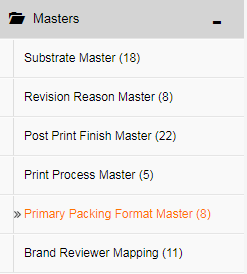 Masters
Substrate Master (18)
Revision Reason Master (8)
Post Print Finish Master (22)
Print Process Master (5)
Primary Packing Format Master (8)
Brand Reviewer Mapping (11)